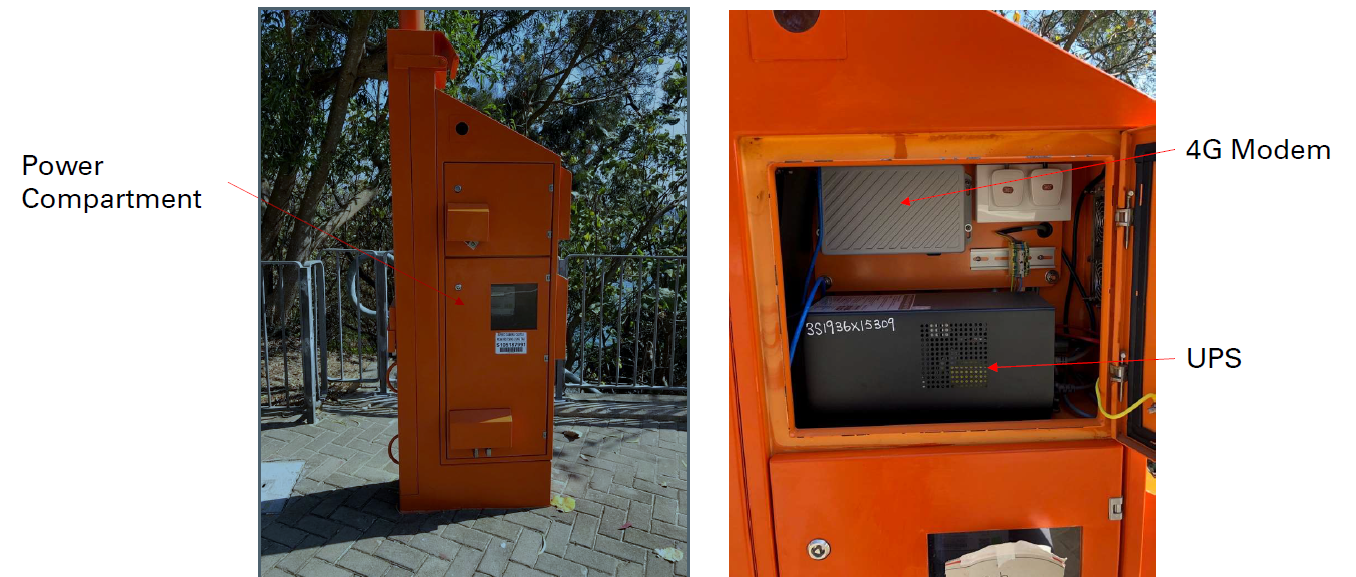 Power
Compartment
4G Modem
3S1936X15309
UPS